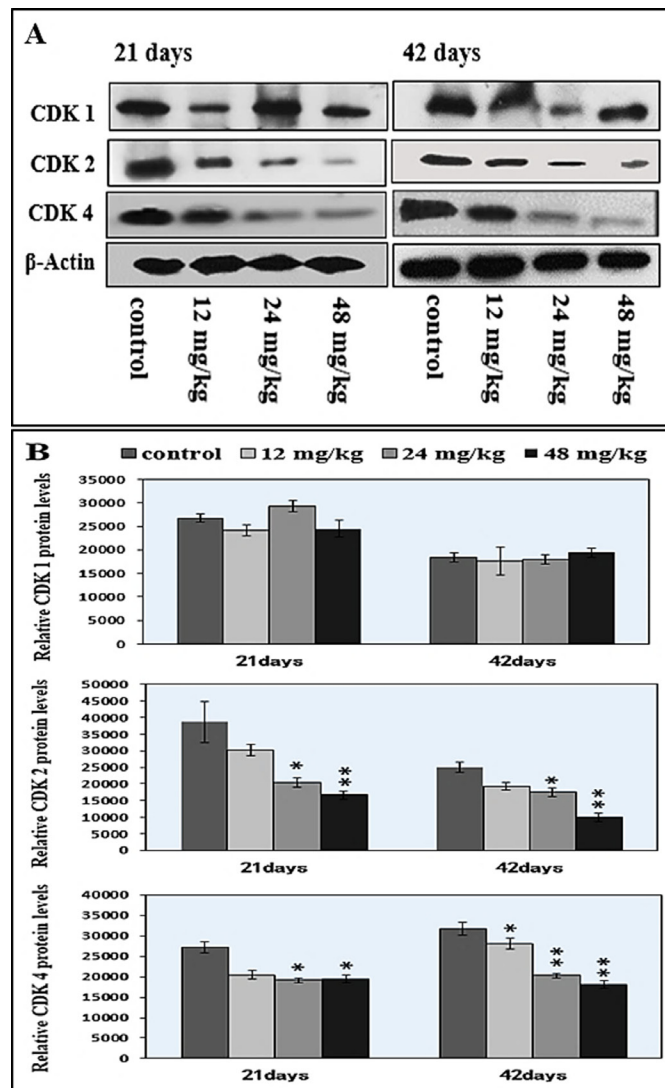 A
21 days 42 days
CDK 1
CDK 2
CDK 4
β-Actin
control 12 mg/kg 24 mg/kg 48 mg/kg control 12 mg/kg 24 mg/kg 48 mg/kg
B
control 12 mg/kg 24 mg/kg 48 mg/kg
Relative CDK 1 protein levels
35000
30000
25000
20000
15000
10000
5000
0
21days 42days
Relative CDK 2 protein levels
50000
45000
40000
35000
30000
25000
20000
15000
10000
5000
0
* ** * **
21days 42days
Relative CDK 4 protein levels
40000
35000
30000
25000
20000
15000
10000
5000
0
* * * ** **
21days 42days